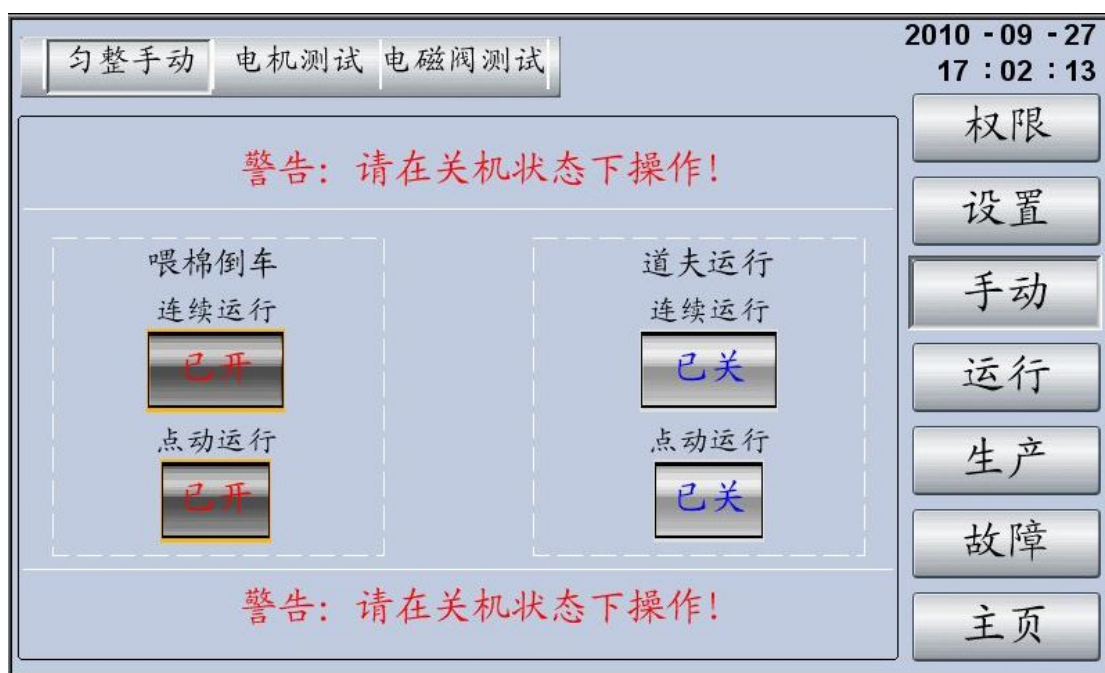 匀整手动 电机测试 电磁阀测试
2010 - 09 - 27
17 : 02 : 13
警告: 请在关机状态下操作!
喂棉倒车
连续运行
已开
点动运行
已开
道夫运行
连续运行
已关
点动运行
已关
警告: 请在关机状态下操作!
权限
设置
手动
运行
生产
故障
主页